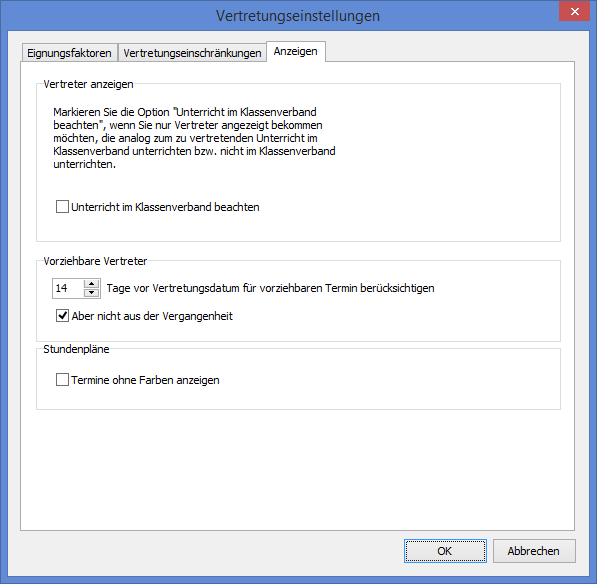 Vertretungseinstellungen
Eignungsfaktoren Vertretungseinschränkungen Anzeigen
Vertreter anzeigen
Markieren Sie die Option "Unterricht im Klassenverband
beachten", wenn Sie nur Vertreter angezeigt bekommen
möchten, die analog zum zu vertretenden Unterricht im
Klassenverband unterrichten bzw. nicht im Klassenverband
unterrichten.
Unterricht im Klassenverband beachten
Vorziehbare Vertreter
14 Tage vor Vertretungsdatum für vorziehbaren Termin berücksichtigen
Aber nicht aus der Vergangenheit
Stundenpläne
Termine ohne Farben anzeigen
OK Abbrechen